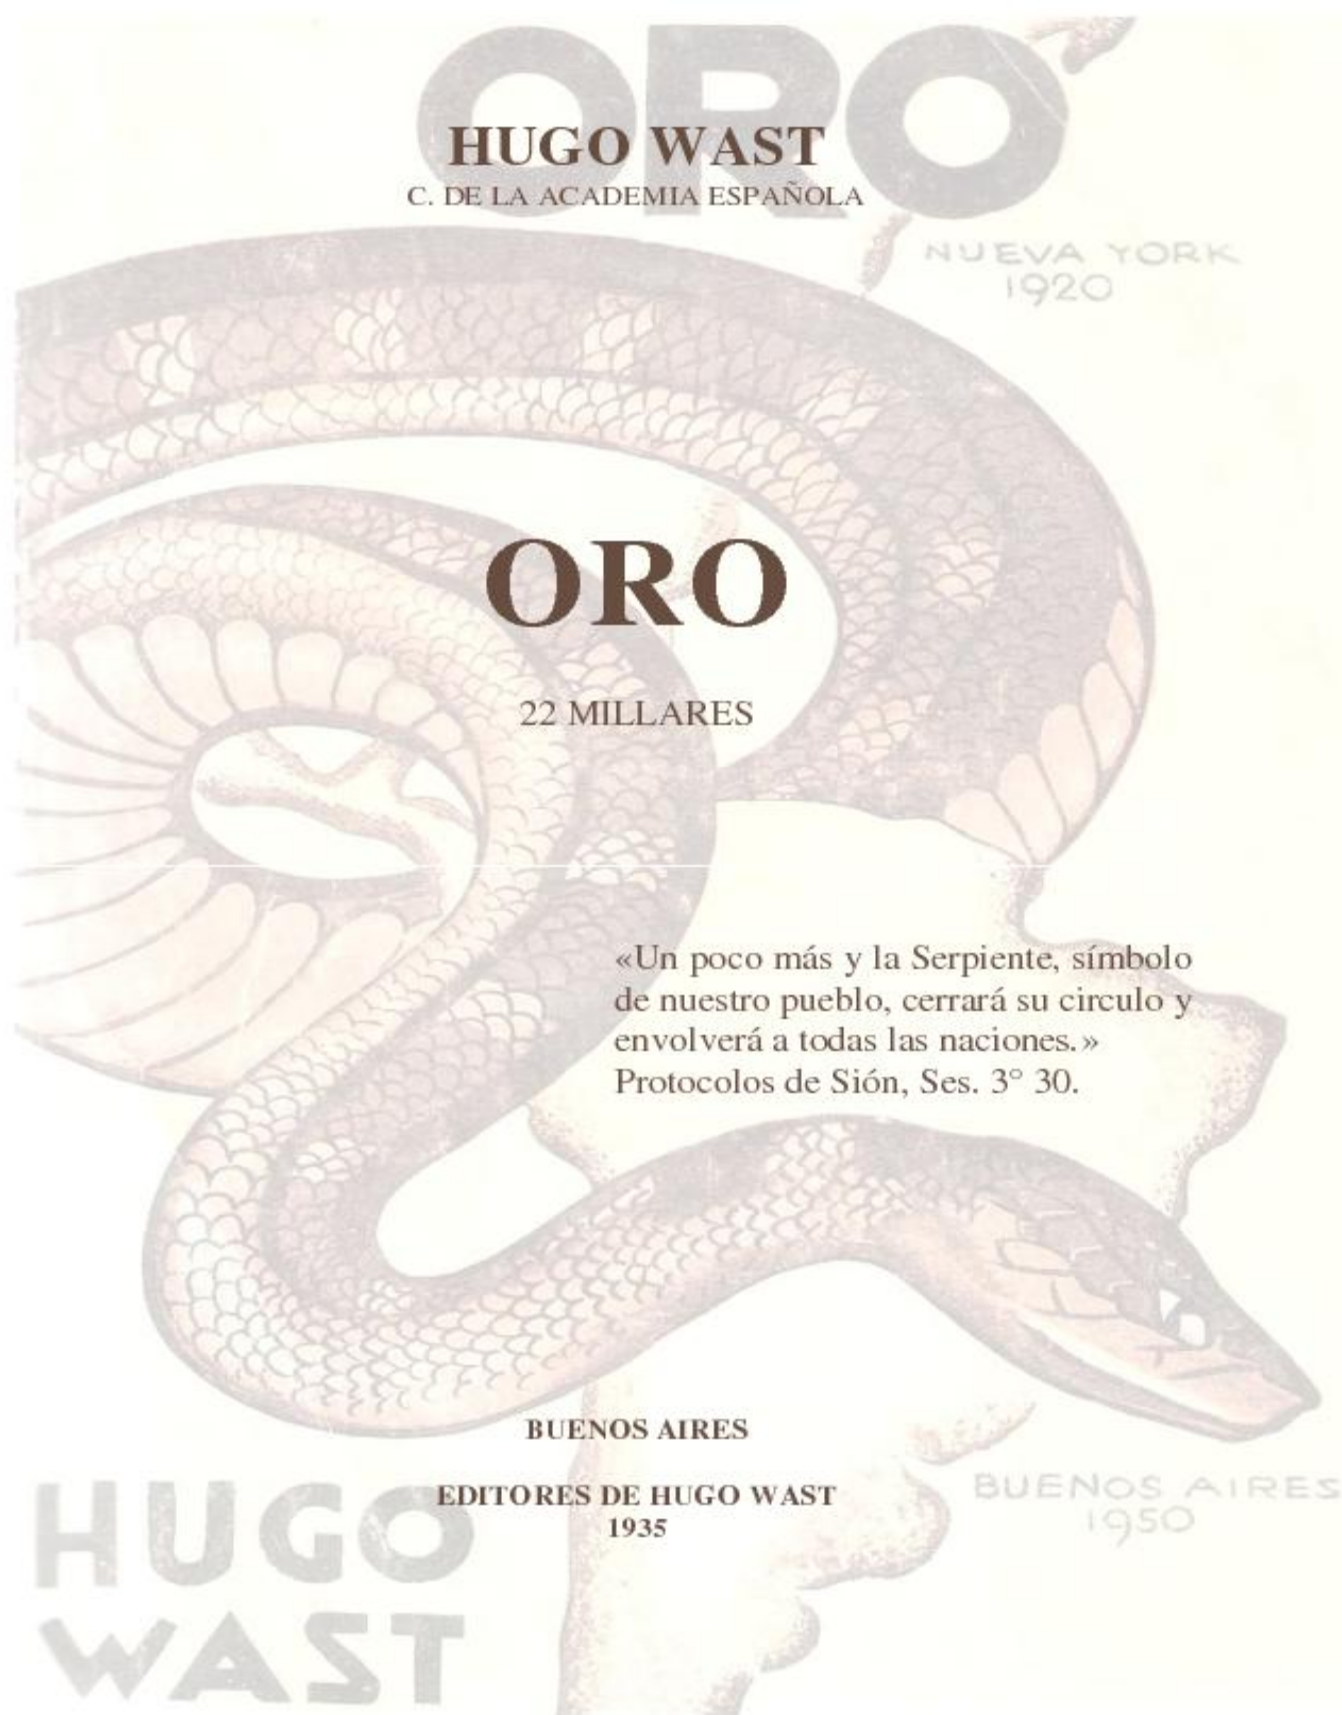 ORO
HUGO WAST
C. DE LA ACADEMIA ESPAÑOLA
NUEVA YORK
1920
ORO
22 MILLARES
«Un poco más y la Serpiente, símbolo
de nuestro pueblo, cerrará su circulo y
envolverá a todas las naciones.»
Protocolos de Sión, Ses. 3° 30.
BUENOS AIRES
EDITORES DE HUGO WAST
1935
BUENOS AIRES
1950
HUGO
WAST